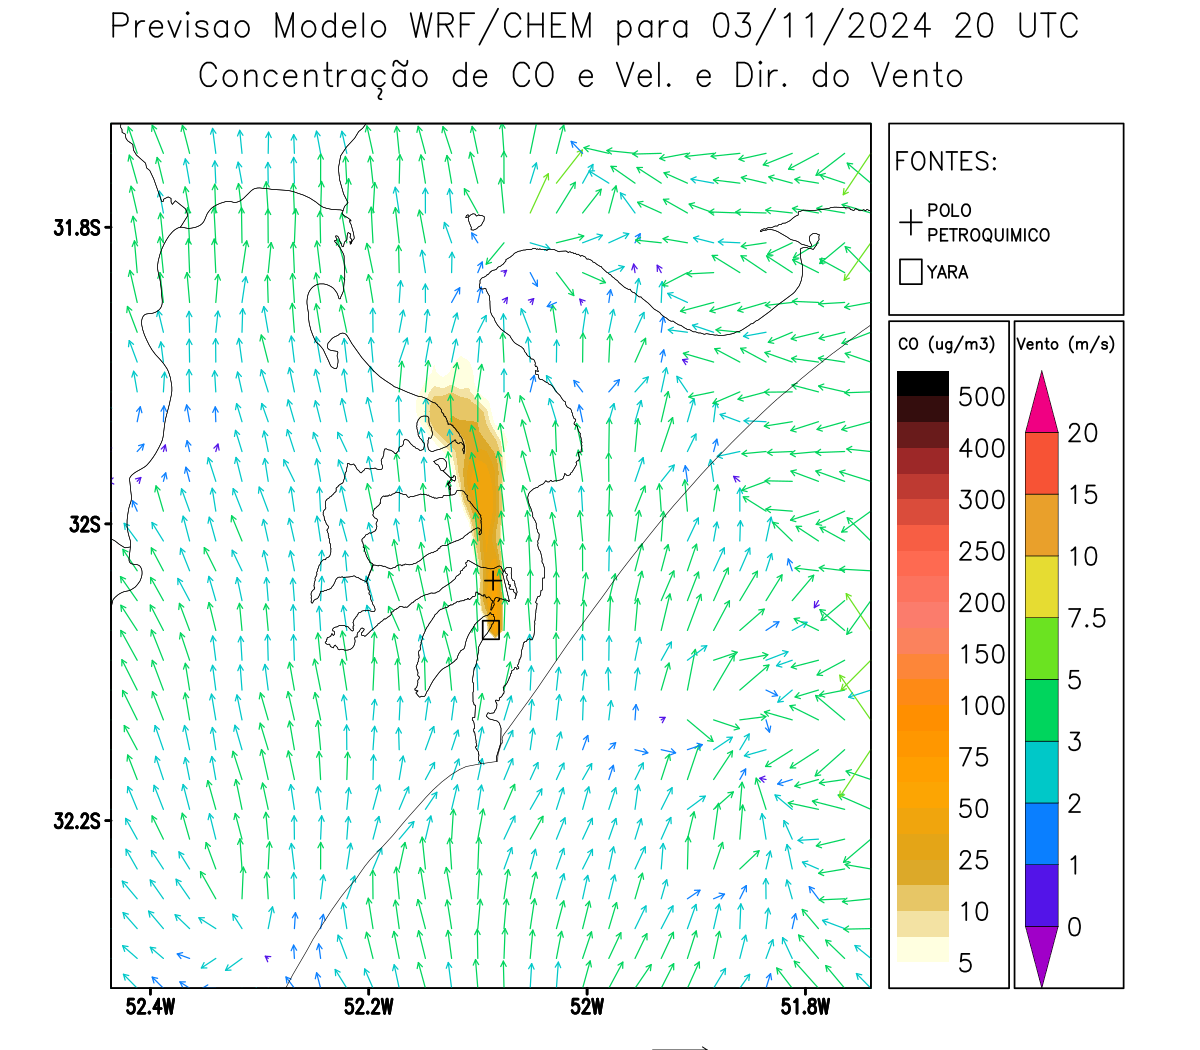 Previsao Modelo WRF/CHEM para 03/11/2024 20 UTC
Concentração de CO e Vel. e Dir. do Vento
FONTES:
POLO
PETROQUIMICO
YARA
CO (ug/m3)
500
400
300
250
200
150
100
75
50
25
10
5
Vento (m/s)
20
15
10
7.5
5
3
2
1
0
31.8S
32S
32.2S
52.4W
52.2W
52W
51.8W